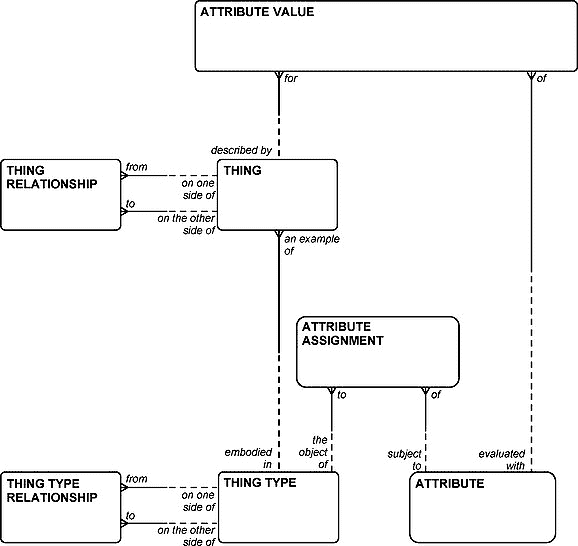 ATTRIBUTE VALUE
for
of
described by
THING
RELATIONSHIP
from
to
on one
side of
on the other
side of
THING
an example
of
ATTRIBUTE
ASSIGNMENT
to
of
embodied
in
the
object
of
subject
to
evaluated
with
THING TYPE
RELATIONSHIP
from
to
on one
side of
on the other
side of
THING TYPE
ATTRIBUTE